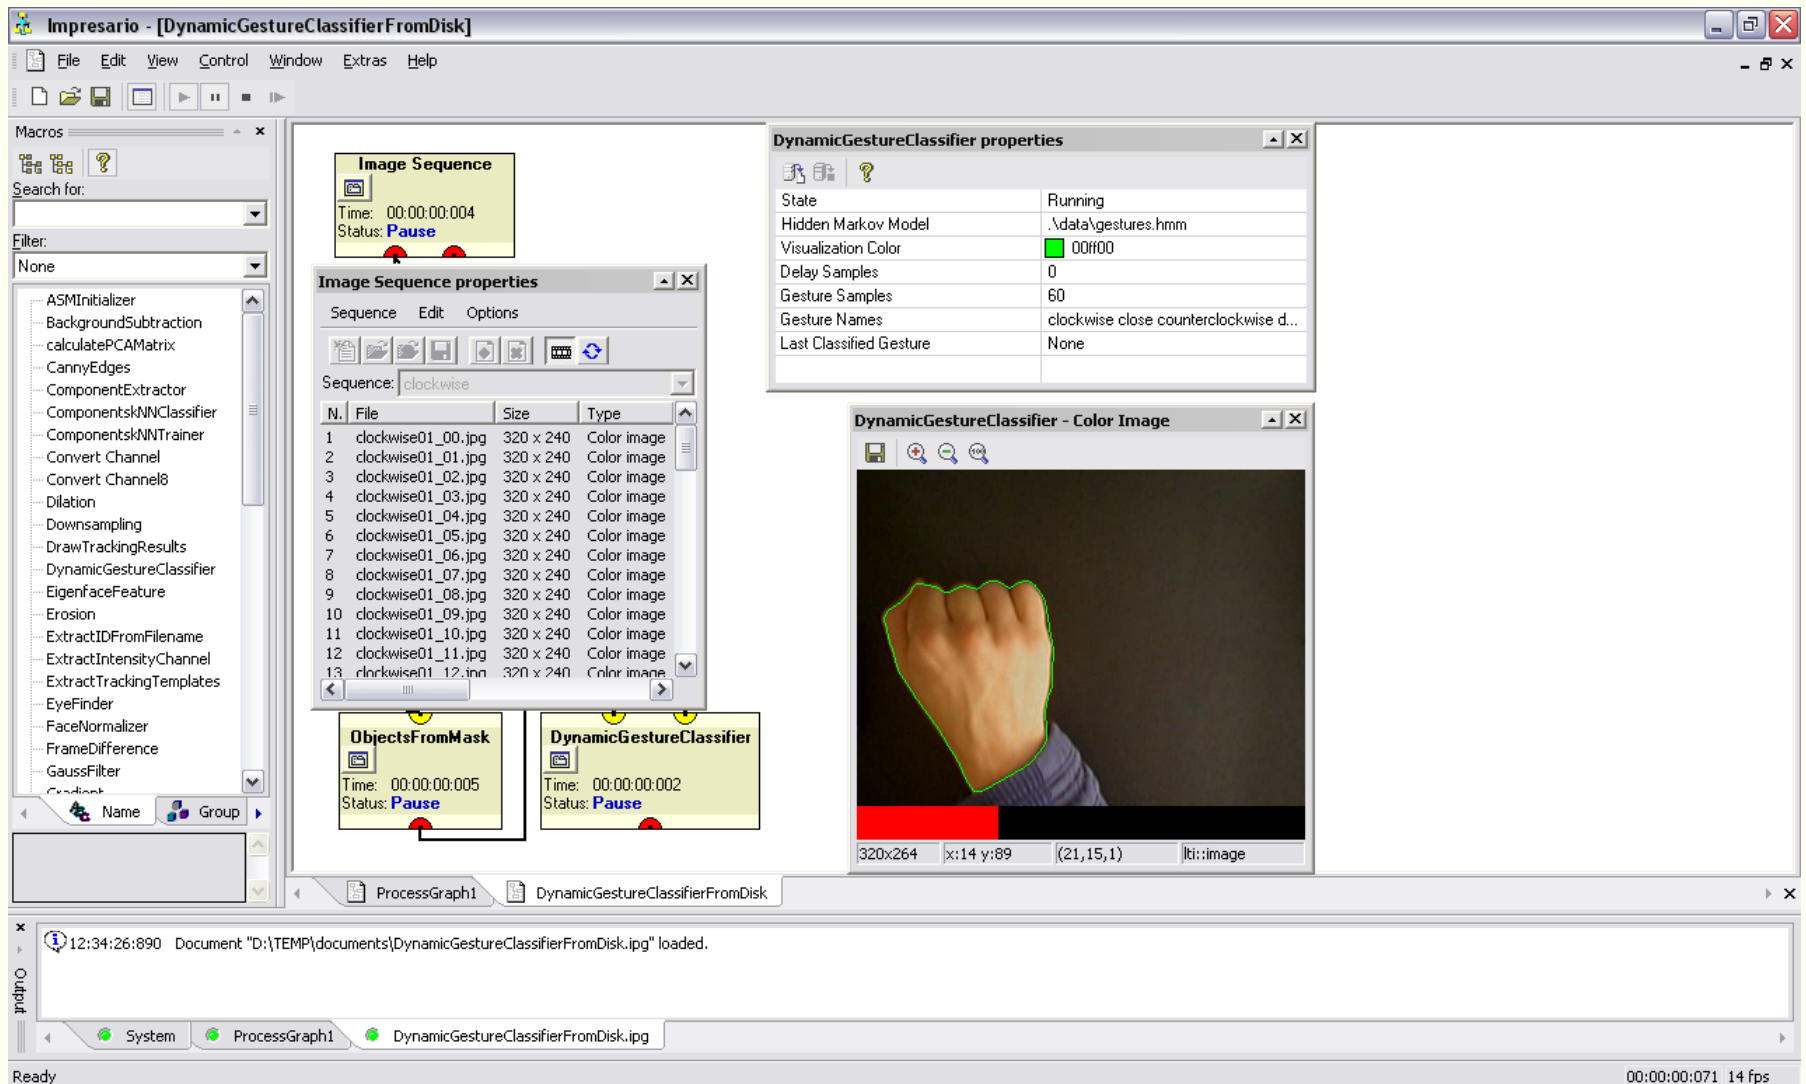 Impresario - [DynamicGestureClassifierFromDisk]
File Edit View Control Window Extras Help
Macros
Search for:
Filter:
None
ASMInitializer
BackgroundSubtraction
calculatePCAMatrix
CannyEdges
ComponentExtractor
ComponentskNNClassifier
ComponentskNNTrainer
Convert Channel
Convert Channel8
Dilation
Downsampling
DrawTrackingResults
DynamicGestureClassifier
EigenfaceFeature
Erosion
ExtractIDFromFilename
ExtractIntensityChannel
ExtractTrackingTemplates
EyeFinder
FaceNormalizer
FrameDifference
GaussFilter
Gradient
Name Group
Image Sequence
Time: 00:00:00:004
Status: Pause
Image Sequence properties
Sequence Edit Options
Sequence: clockwise
N. File Size Type
1 clockwise01_00.jpg 320 x 240 Color image
2 clockwise01_01.jpg 320 x 240 Color image
3 clockwise01_02.jpg 320 x 240 Color image
4 clockwise01_03.jpg 320 x 240 Color image
5 clockwise01_04.jpg 320 x 240 Color image
6 clockwise01_05.jpg 320 x 240 Color image
7 clockwise01_06.jpg 320 x 240 Color image
8 clockwise01_07.jpg 320 x 240 Color image
9 clockwise01_08.jpg 320 x 240 Color image
10 clockwise01_09.jpg 320 x 240 Color image
11 clockwise01_10.jpg 320 x 240 Color image
12 clockwise01_11.jpg 320 x 240 Color image
13 clockwise01_12.jpg 320 x 240 Color image
ObjectsFromMask
Time: 00:00:00:005
Status: Pause
DynamicGestureClassifier
Time: 00:00:00:002
Status: Pause
DynamicGestureClassifier properties
State Running
Hidden Markov Model .\data\gestures.hmm
Visualization Color 00ff00
Delay Samples 0
Gesture Samples 60
Gesture Names clockwise close counterclockwise d...
Last Classified Gesture None
DynamicGestureClassifier - Color Image
100
320x264 x:14 y:89 (21,15,1) lti::image
ProcessGraph1 DynamicGestureClassifierFromDisk
Output
12:34:26:890 Document "D:\TEMP\documents\DynamicGestureClassifierFromDisk.ipg" loaded.
System ProcessGraph1 DynamicGestureClassifierFromDisk.ipg
Ready 00:00:00:071 14 fps